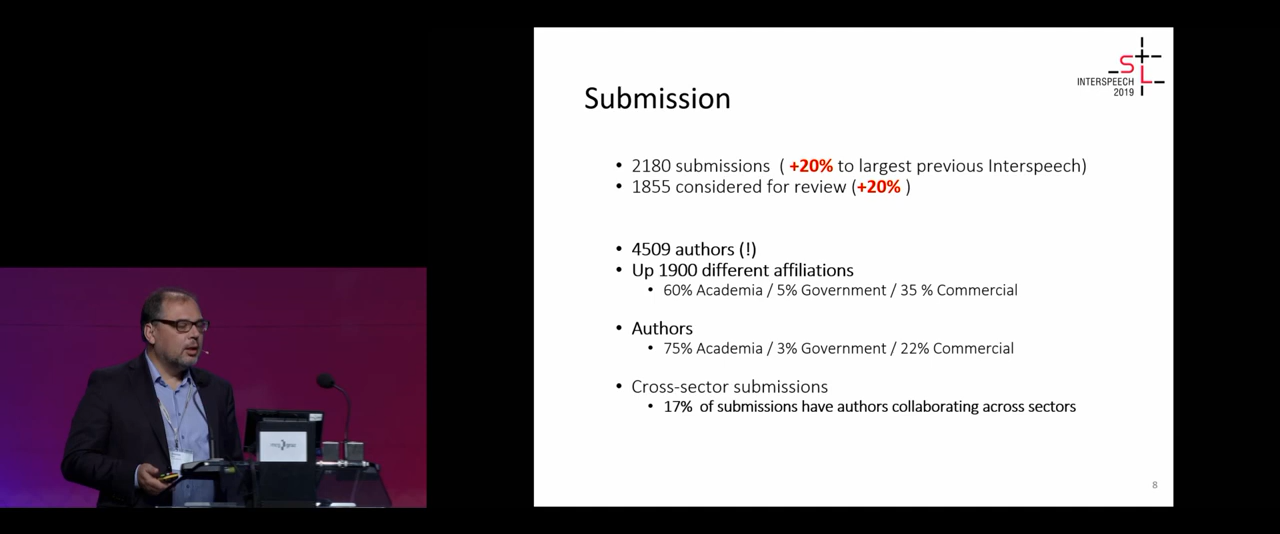 S
L
INTERSPEECH
2019
Submission
• 2180 submissions ( +20% to largest previous Interspeech)
• 1855 considered for review (+20% )
• 4509 authors (!)
• Up 1900 different affiliations
• 60% Academia / 5% Government / 35 % Commercial
• Authors
• 75% Academia / 3% Government / 22% Commercial
• Cross-sector submissions
• 17% of submissions have authors collaborating across sectors
8